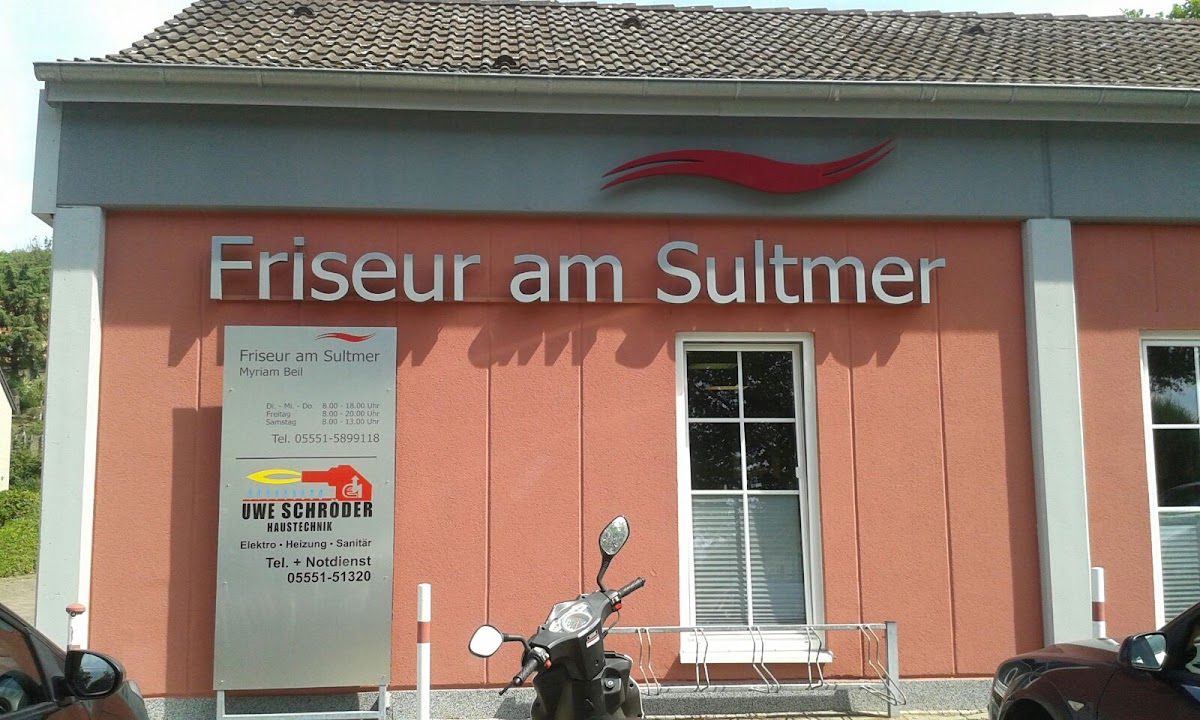 Friseur am Sultmer
Friseur am Sultmer
Myriam Beil
Di. - Mi. - Do. 8.00 - 18.00 Uhr
Freitag 8.00 - 20.00 Uhr
Samstag 8.00 - 13.00 Uhr
Tel. 05551-5899118
UWE SCHRÖDER
HAUSTECHNIK
Elektro • Heizung • Sanitär
Tel. + Notdienst
05551-51320